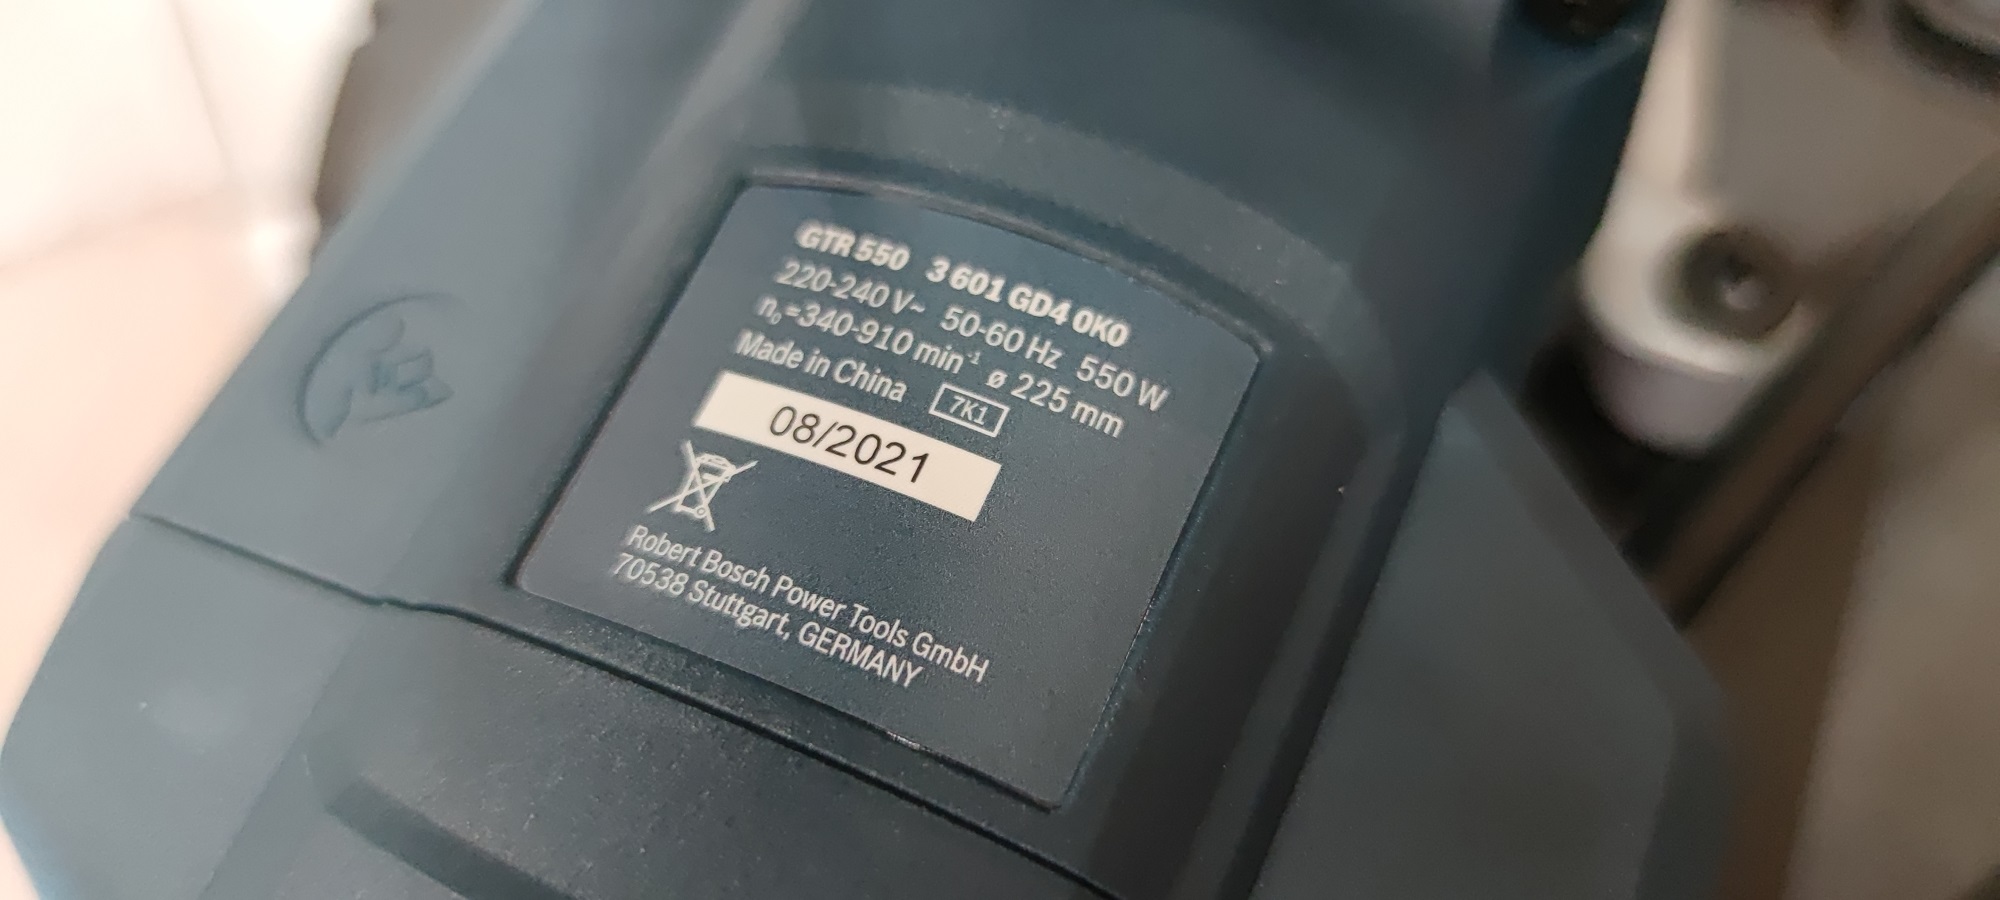 GTR 550 3 601 GD4 0K0
220-240 V~ 50-60 Hz 550 W
n₀=340-910 min⁻¹ ø 225 mm
Made in China 7K1
08/2021
Robert Bosch Power Tools GmbH
70538 Stuttgart, GERMANY